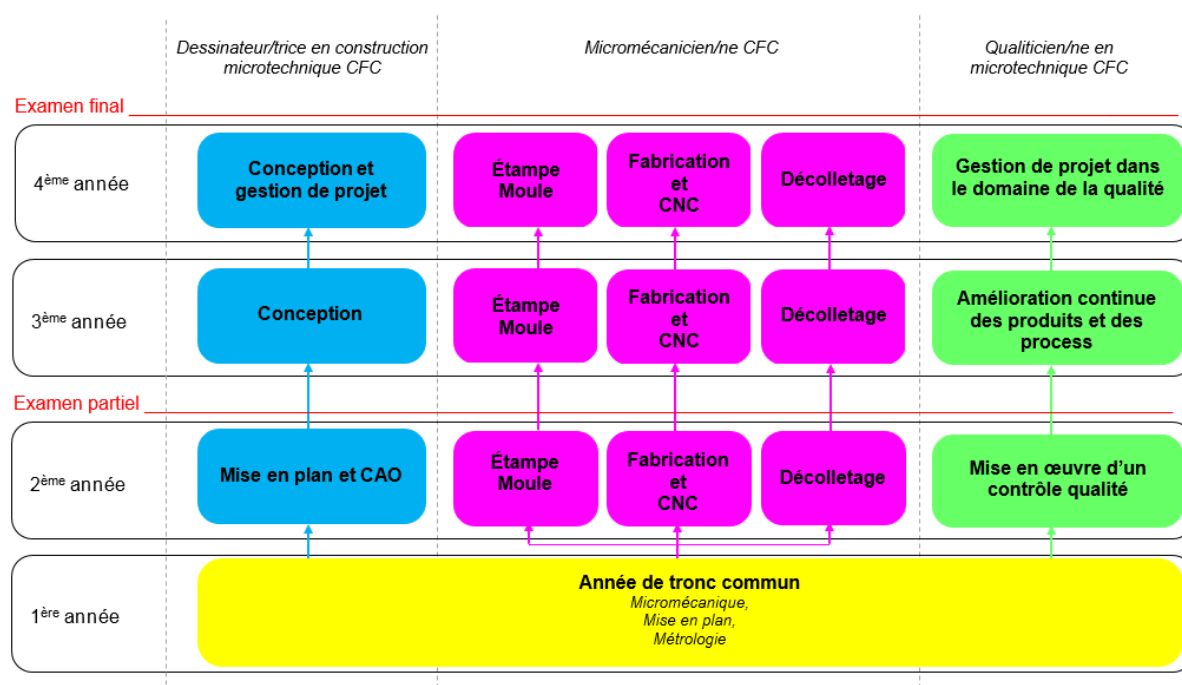 Dessinateur/trice en construction
microtechnique CFC
Micromécanicien/ne CFC
Qualiticien/ne en
microtechnique CFC
Examen final
4ème année
Conception et
gestion de projet
Étampe
Moule
Fabrication
et
CNC
Décolletage
Gestion de projet dans
le domaine de la qualité
3ème année
Conception
Étampe
Moule
Fabrication
et
CNC
Décolletage
Amélioration continue
des produits et des
process
Examen partiel
2ème année
Mise en plan et CAO
Étampe
Moule
Fabrication
et
CNC
Décolletage
Mise en œuvre d’un
contrôle qualité
1ère année
Année de tronc commun
Micromécanique,
Mise en plan,
Métrologie